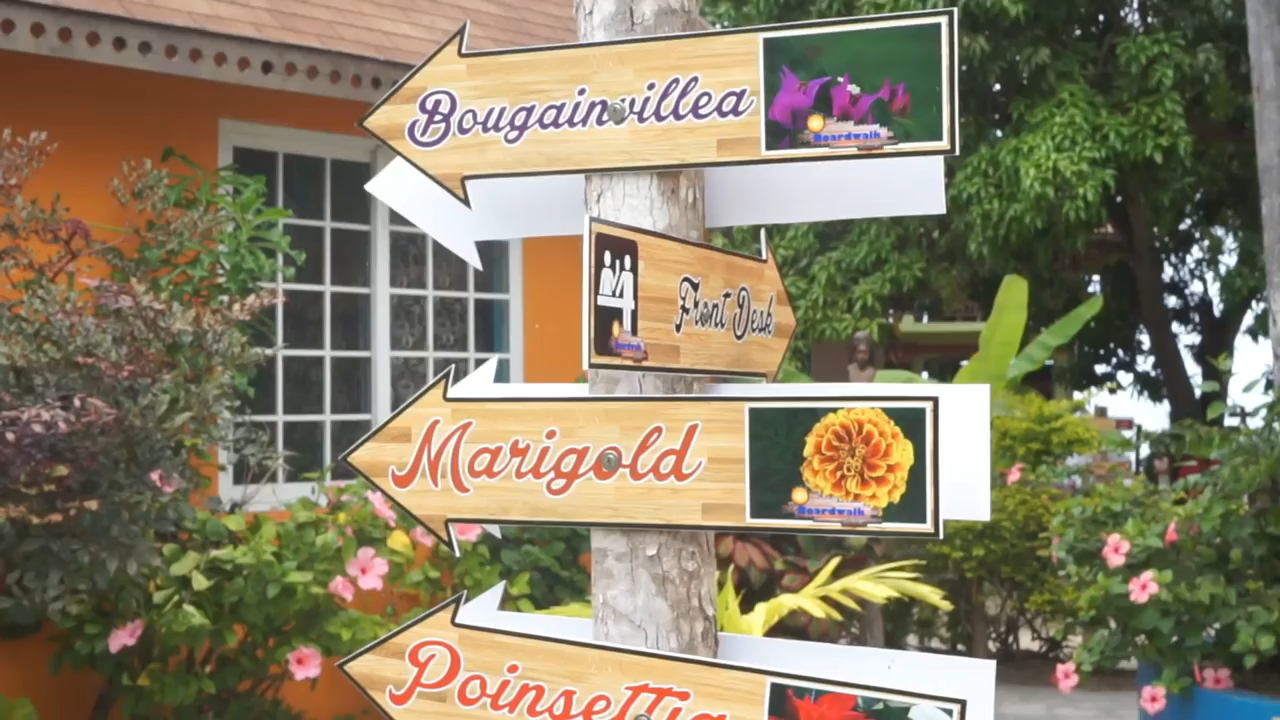 Bougainvillea
Boardwalk
Front Desk
Marigold
Boardwalk
Poinsettia